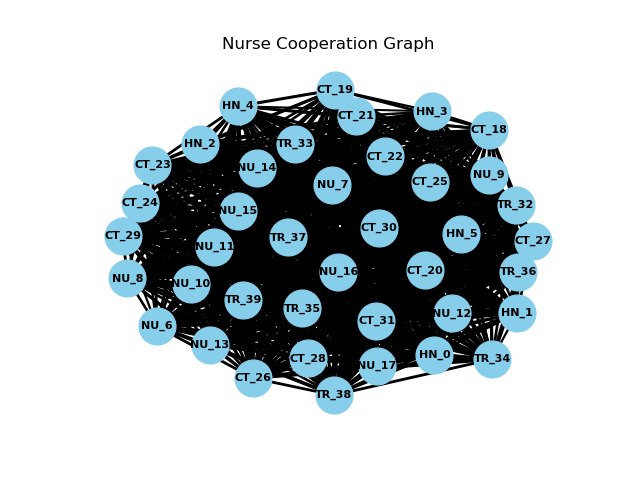 Nurse Cooperation Graph
CT_19
HN_4
HN_3
CT_21
CT_18
HN_2
TR_33
CT_22
CT_23
NU_14
NU_9
CT_25
NU_7
CT_24
TR_32
NU_15
CT_30
HN_5
CT_29
TR_37
CT_27
NU_11
CT_20
NU_16
TR_36
NU_8
NU_10
TR_39
TR_35
NU_12
HN_1
CT_31
NU_6
NU_13
HN_0
CT_28
TR_34
NU_17
CT_26
TR_38